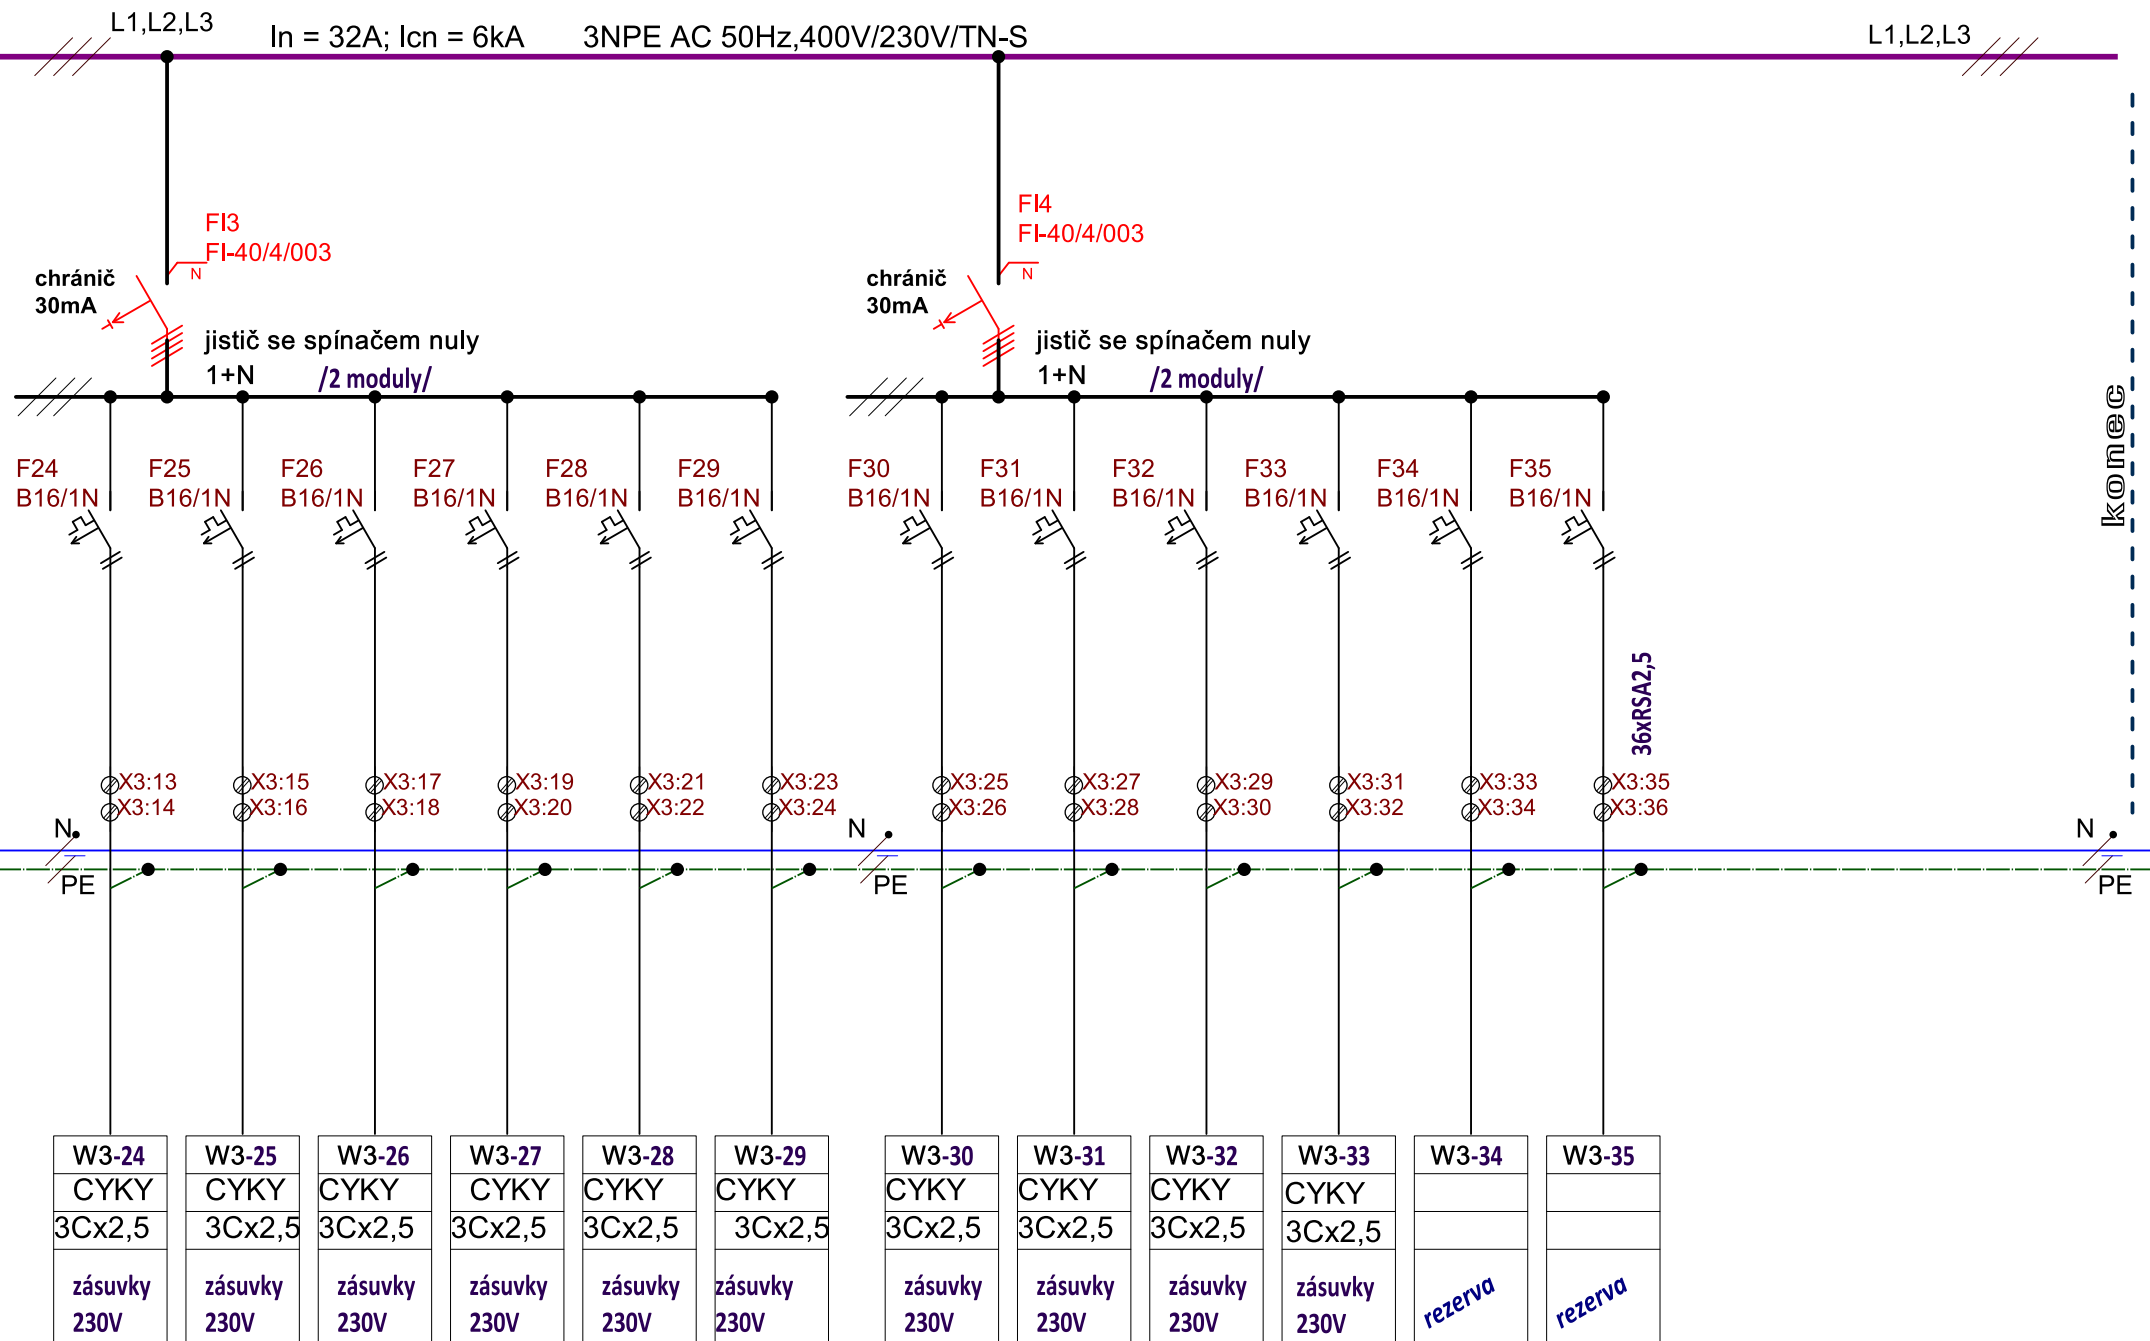 L1,L2,L3
In = 32A; Icn = 6kA 3NPE AC 50Hz,400V/230V/TN-S
L1,L2,L3
FI3
FI-40/4/003
N
chránič
30mA
jistič se spínačem nuly
1+N /2 moduly/
FI4
FI-40/4/003
N
chránič
30mA
jistič se spínačem nuly
1+N /2 moduly/
konec
F24 F25 F26 F27 F28 F29 F30 F31 F32 F33 F34 F35
B16/1N B16/1N B16/1N B16/1N B16/1N B16/1N B16/1N B16/1N B16/1N B16/1N B16/1N B16/1N
36xRSA2,5
X3:13 X3:15 X3:17 X3:19 X3:21 X3:23 X3:25 X3:27 X3:29 X3:31 X3:33 X3:35
X3:14 X3:16 X3:18 X3:20 X3:22 X3:24 X3:26 X3:28 X3:30 X3:32 X3:34 X3:36
N N N
PE PE PE
W3-24 W3-25 W3-26 W3-27 W3-28 W3-29 W3-30 W3-31 W3-32 W3-33 W3-34 W3-35
CYKY CYKY CYKY CYKY CYKY CYKY CYKY CYKY CYKY CYKY
3Cx2,5 3Cx2,5 3Cx2,5 3Cx2,5 3Cx2,5 3Cx2,5 3Cx2,5 3Cx2,5 3Cx2,5 3Cx2,5
zásuvky zásuvky zásuvky zásuvky zásuvky zásuvky zásuvky zásuvky zásuvky zásuvky rezerva rezerva
230V 230V 230V 230V 230V 230V 230V 230V 230V 230V